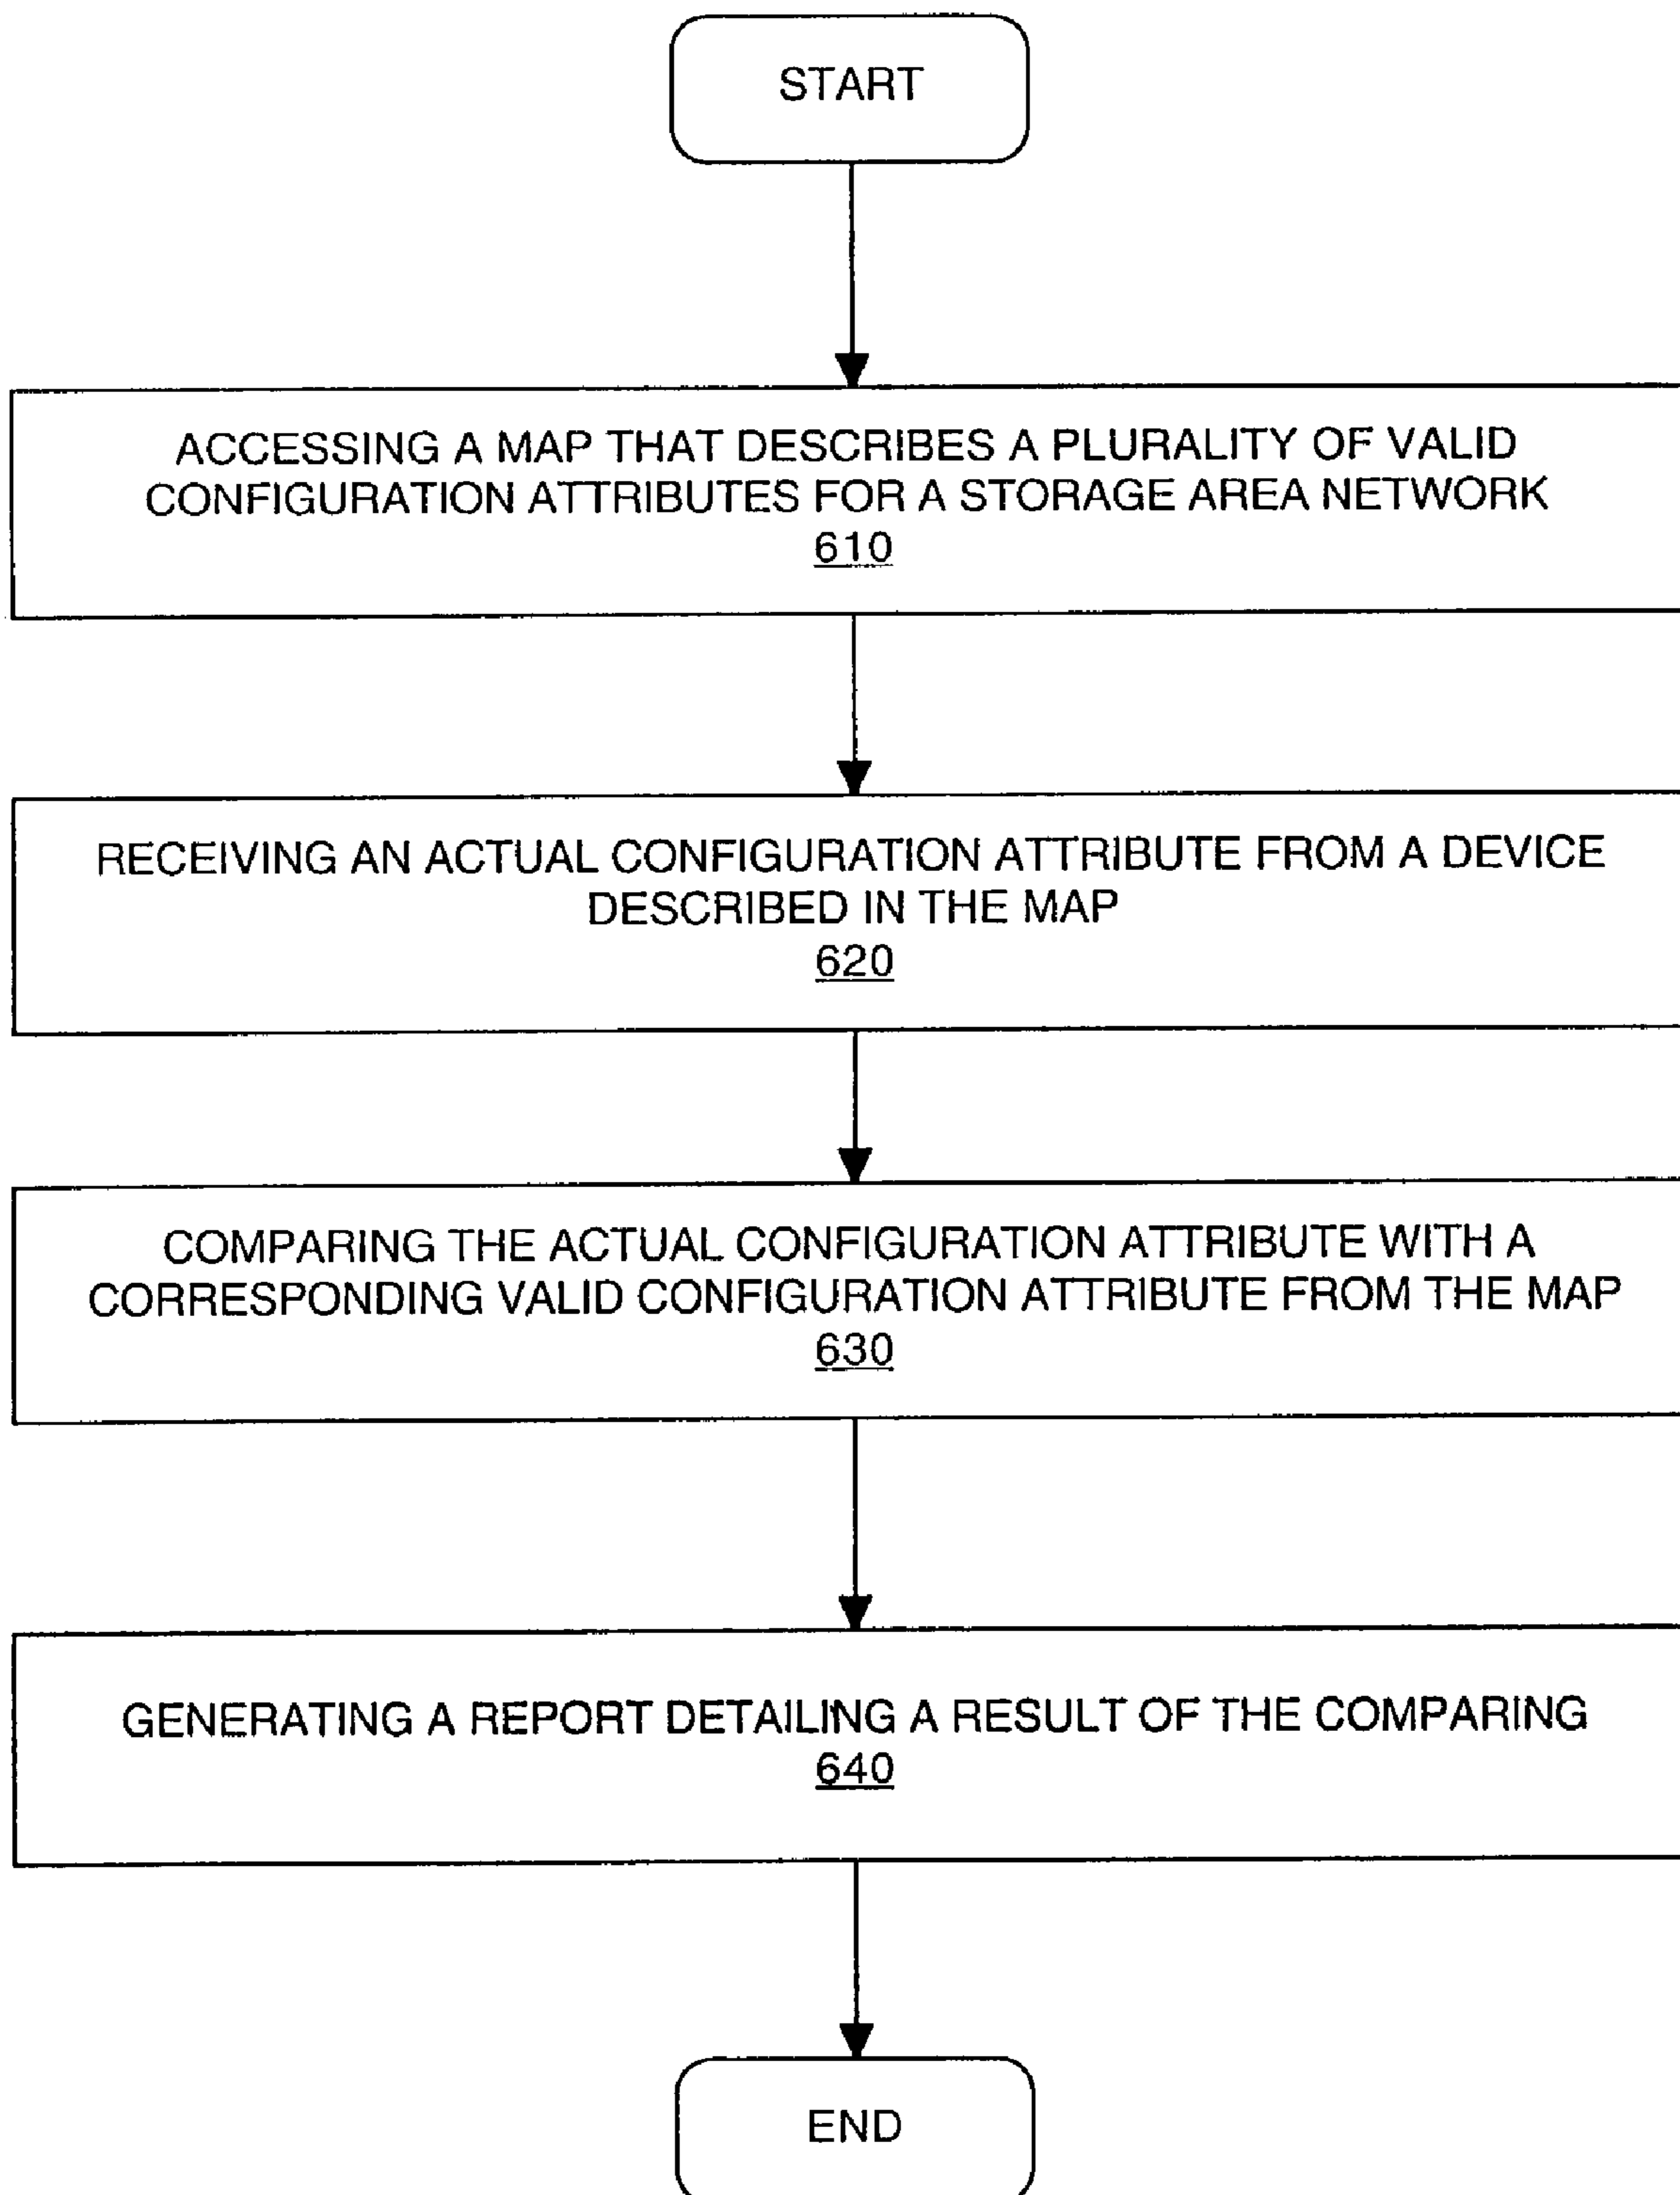 START
ACCESSING A MAP THAT DESCRIBES A PLURALITY OF VALID
CONFIGURATION ATTRIBUTES FOR A STORAGE AREA NETWORK
610
RECEIVING AN ACTUAL CONFIGURATION ATTRIBUTE FROM A DEVICE
DESCRIBED IN THE MAP
620
COMPARING THE ACTUAL CONFIGURATION ATTRIBUTE WITH A
CORRESPONDING VALID CONFIGURATION ATTRIBUTE FROM THE MAP
630
GENERATING A REPORT DETAILING A RESULT OF THE COMPARING
640
END